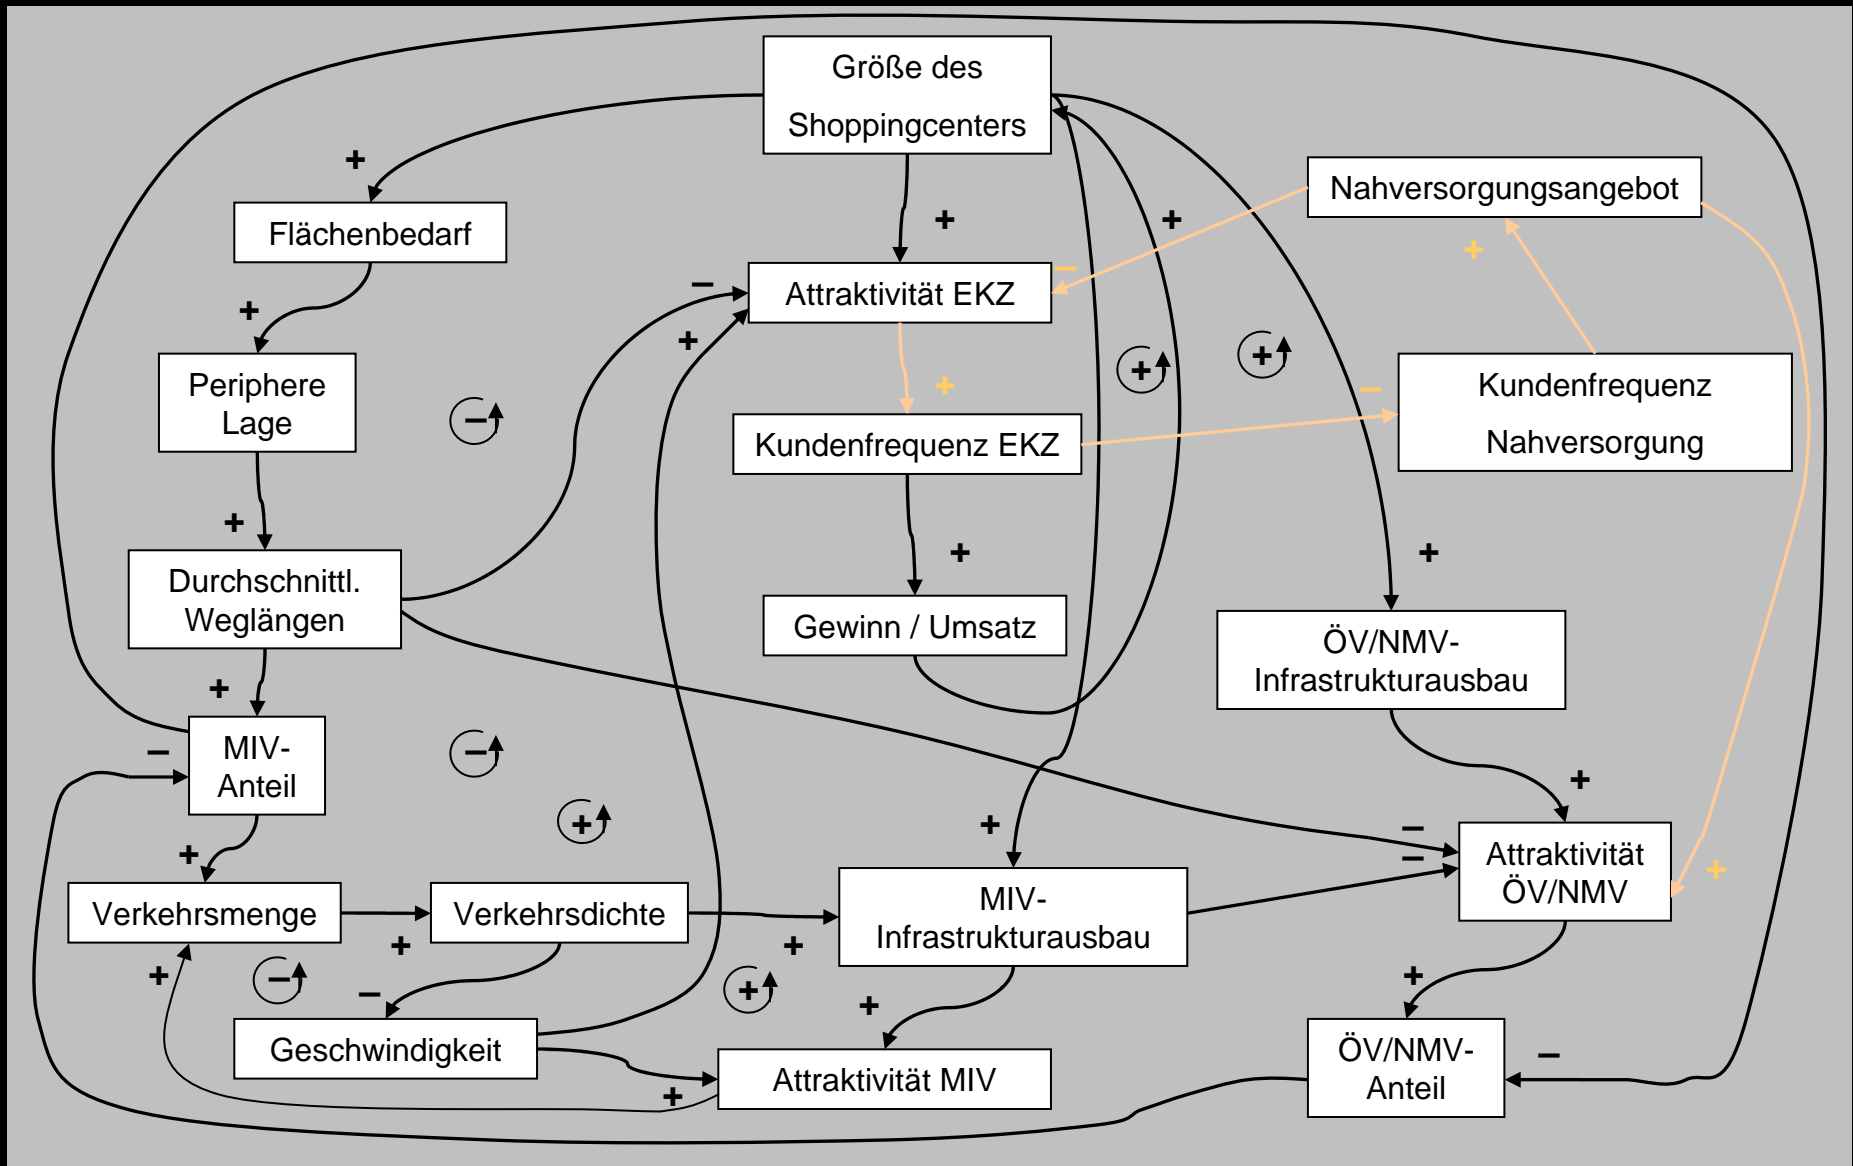 Größe des
Shoppingcenters
+
Nahversorgungsangebot
Flächenbedarf
+
+
+
–
–
Attraktivität EKZ
+
+
+
+
+
Periphere
Lage
–
+
–
Kundenfrequenz
Nahversorgung
Kundenfrequenz EKZ
+
+
+
Durchschnittl.
Weglängen
Gewinn / Umsatz
ÖV/NMV-
Infrastrukturausbau
+
–
MIV-
Anteil
–
+
+
+
–
–
+
Attraktivität
ÖV/NMV
+
Verkehrsmenge
Verkehrsdichte
MIV-
Infrastrukturausbau
+
+
+
–
–
+
+
+
Geschwindigkeit
Attraktivität MIV
+
ÖV/NMV-
Anteil
–